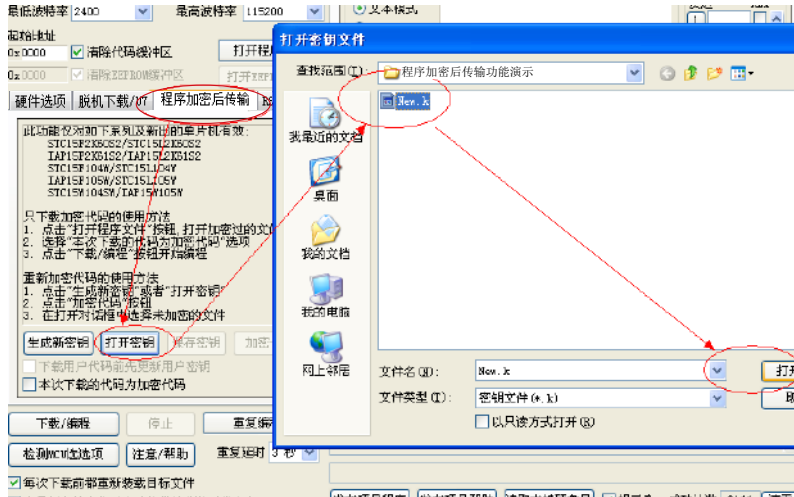 最低波特率 2400 最高波特率 115200
文本模式
起始地址
0x0000 清除代码缓冲区
0x0000 清除EEPROM缓冲区
硬件选项 脱机下载/U7 程序加密后传输
此功能仅对如下系列及新出的单片机有效:
STC15F2K60S2/STC15L2K60S2
IAP15F2K61S2/IAP15L2K61S2
STC15F104W/STC15L104W
IAP15F105W/STC15L105W
STC15W104SW/IAP15W105W
只下载加密代码的使用方法
1. 点击"打开程序文件"按钮,打开加密过的文
2. 选择"本次下载的代码为加密代码"选项
3. 点击"下载/编程"按钮开始编程
重新加密代码的使用方法
1. 点击"生成新密钥"或者"打开密钥"
2. 点击"加密代码"按钮
3. 在打开对话框中选择未加密的文件
生成新密钥 打开密钥 保存密钥
下载用户代码前先更新用户密钥
本次下载的代码为加密代码
下载/编程 停止
检测MCU选项 注意/帮助 重复延时 3 秒
每次下载前都重新装载目标文件
打开密钥文件
查找范围(I): 程序加密后传输功能演示
New.k
我最近的文档
桌面
我的文档
我的电脑
网上邻居
文件名(N): New.k
文件类型(T): 密钥文件(*.k)
以只读方式打开(R)